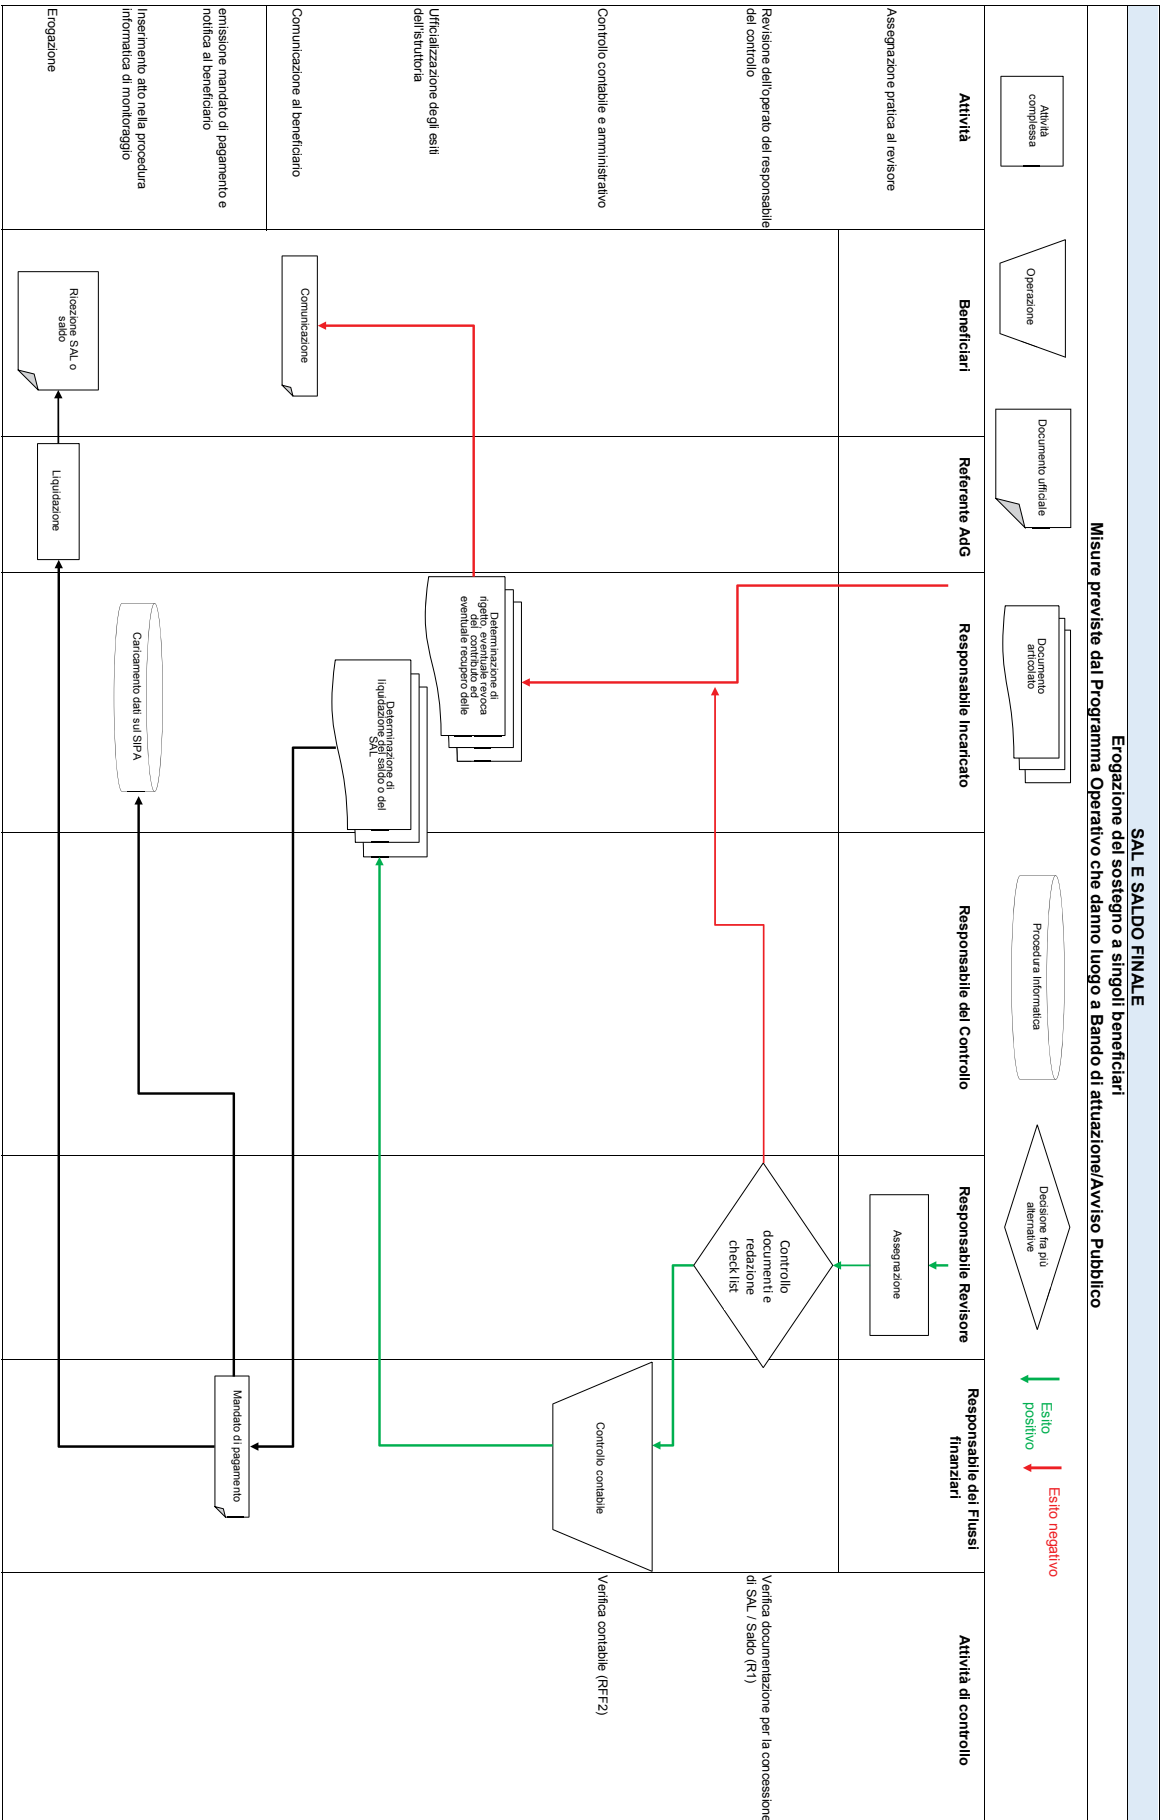 SAL E SALDO FINALE
Erogazione del sostegno a singoli beneficiari
Misure previste dal Programma Operativo che danno luogo a Bando di attuazione/Avviso Pubblico
Attività
complessa
Operazione
Documento ufficiale
Documento
articolato
Procedura Informatica
Decisione fra più
alternative
Esito
positivo
Esito negativo
Attività
Beneficiari
Referente AdG
Responsabile Incaricato
Responsabile del Controllo
Responsabile Revisore
Responsabile dei Flussi
finanziari
Attività di controllo
Assegnazione pratica al revisore
Assegnazione
Revisione dell'operato del responsabile
del controllo
Controllo
documenti e
redazione
check list
Verifica documentazione per la concessione
di SAL / Saldo (R1)
Controllo contabile e amministrativo
Controllo contabile
Verifica contabile (RFF2)
Ufficializzazione degli esiti
dell'istruttoria
Determinazione di
rigetto, eventuale revoca
del contributo ed
eventuale recupero delle
Determinazione di
liquidazione del saldo o del
SAL
Comunicazione al beneficiario
Comunicazione
emissione mandato di pagamento e
notifica al beneficiario
Mandato di pagamento
Inserimento atto nella procedura
informatica di monitoraggio
Caricamento dati sul SIPA
Erogazione
Ricezione SAL o
saldo
Liquidazione